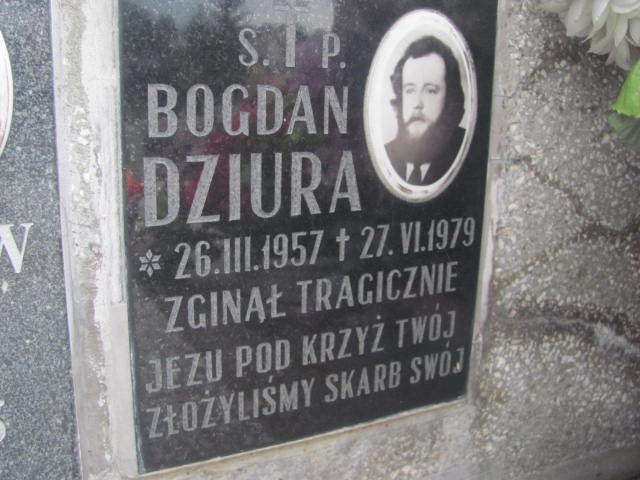 Ś. P.
BOGDAN
DZIURA
* 26.III.1957 † 27.VI.1979
ZGINĄŁ TRAGICZNIE
JEZU POD KRZYŻ TWÓJ
ZŁOŻYLIŚMY SKARB SWÓJ
W
Ś